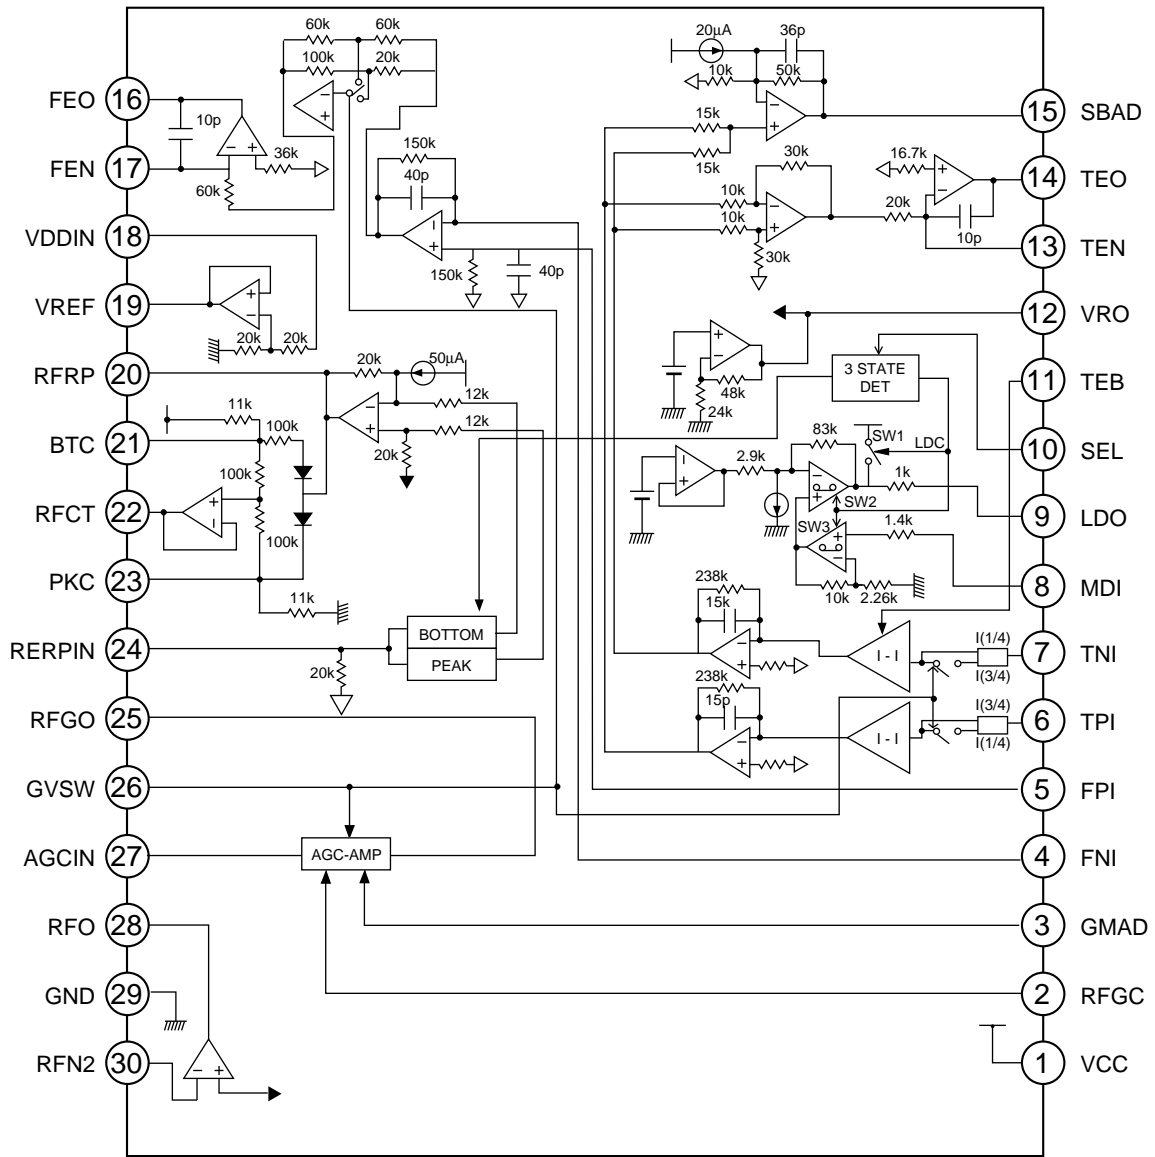 60k 60k
100k 20k
16 FEO
10p
36k
17 FEN
60k
150k
40p
150k
40p
18 VDDIN
19 VREF
20k 20k
20 RFRP
20k
50μA
12k
12k
20k
11k
21 BTC
100k
100k
22 RFCT
100k
23 PKC
11k
24 RERPIN
BOTTOM
PEAK
20k
25 RFGO
26 GVSW
27 AGCIN
AGC-AMP
28 RFO
29 GND
30 RFN2
20μA
36p
10k
50k
15k
15k
15 SBAD
30k
10k
10k
30k
16.7k
20k
10p
14 TEO
13 TEN
12 VRO
48k
24k
3 STATE
DET
11 TEB
83k
SW1
LDC
2.9k
1k
SW2
SW3
1.4k
10k
2.26k
10 SEL
9 LDO
8 MDI
238k
15k
I - I
I(1/4)
I(3/4)
7 TNI
238k
15p
I - I
I(3/4)
I(1/4)
6 TPI
5 FPI
4 FNI
3 GMAD
2 RFGC
1 VCC